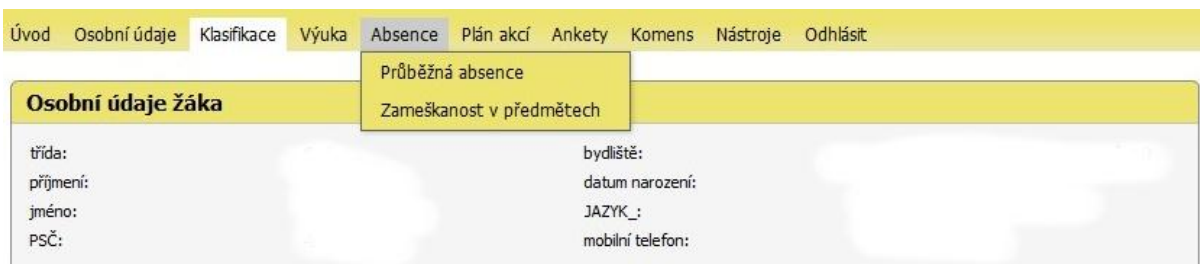 Úvod Osobní údaje Klasifikace Výuka Absence Plán akcí Ankety Komens Nástroje Odhlásit
Průběžná absence
Zameškanost v předmětech
Osobní údaje žáka
třída: bydliště:
příjmení: datum narození:
jméno: JAZYK_:
PSČ: mobilní telefon: